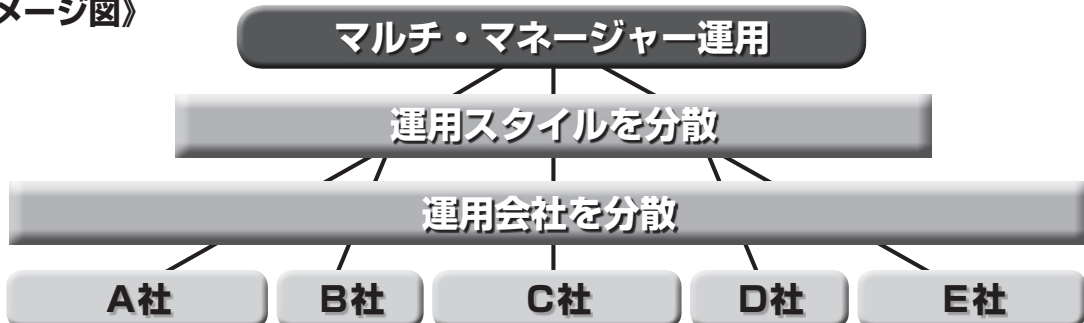 メージ図》
マルチ・マネージャー運用
運用スタイルを分散
運用会社を分散
A社 B社 C社 D社 E社